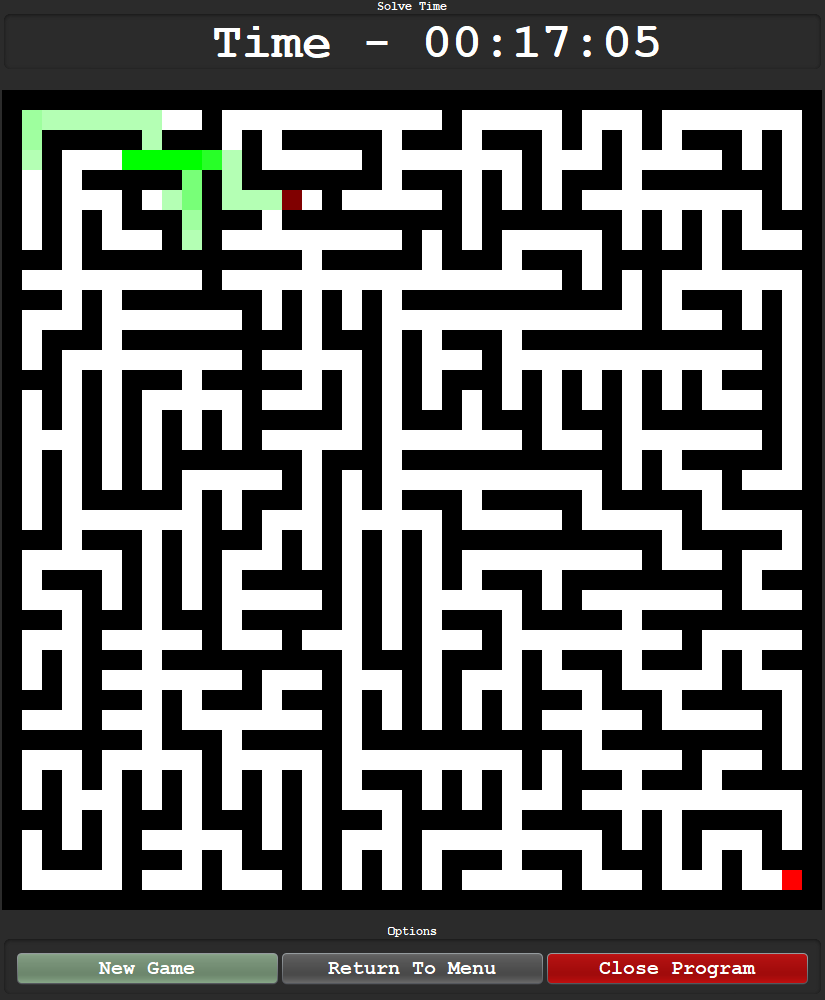 Solve Time
Time - 00:17:05
Options
New Game
Return To Menu
Close Program